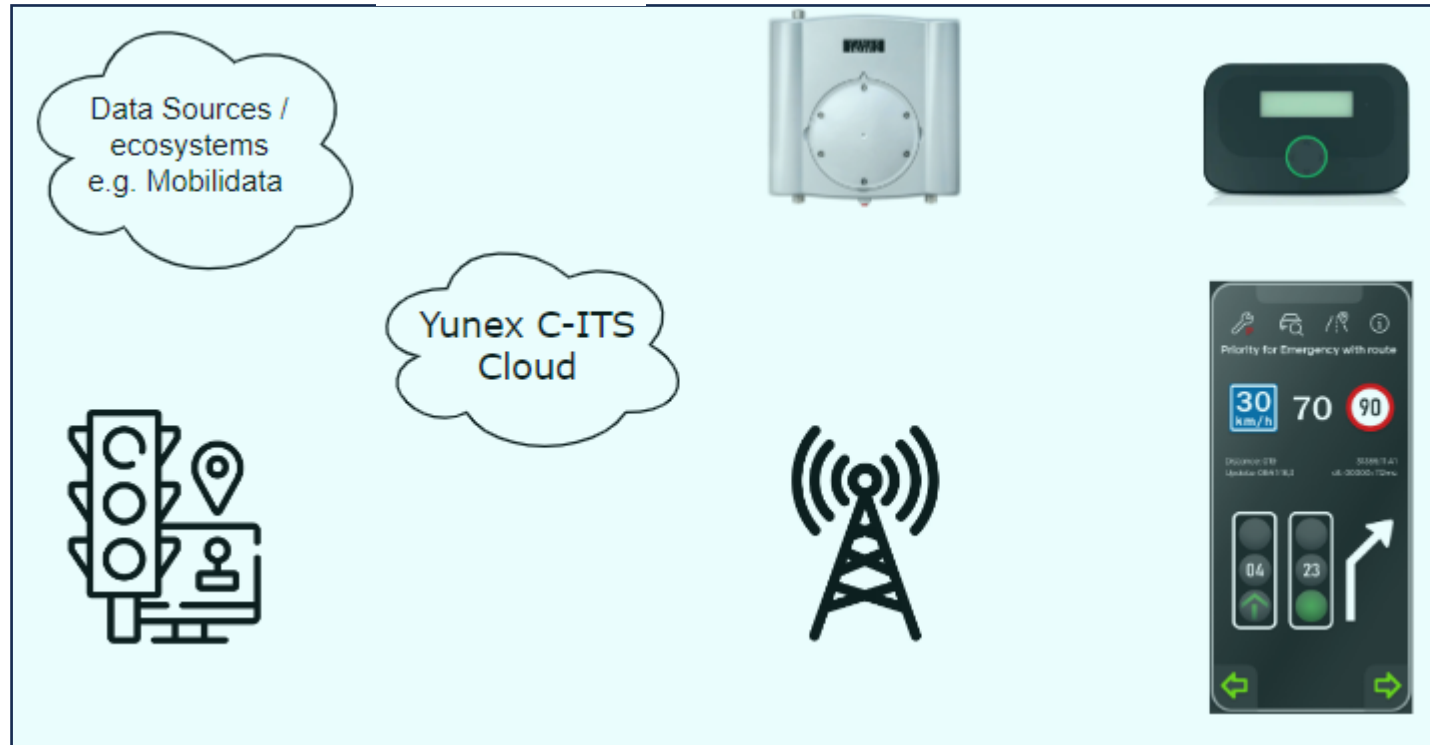 Data Sources /
ecosystems
e.g. Mobilidata
Yunex C-ITS
Cloud
Priority for Emergency with route
30
km/h
70
90
04
23